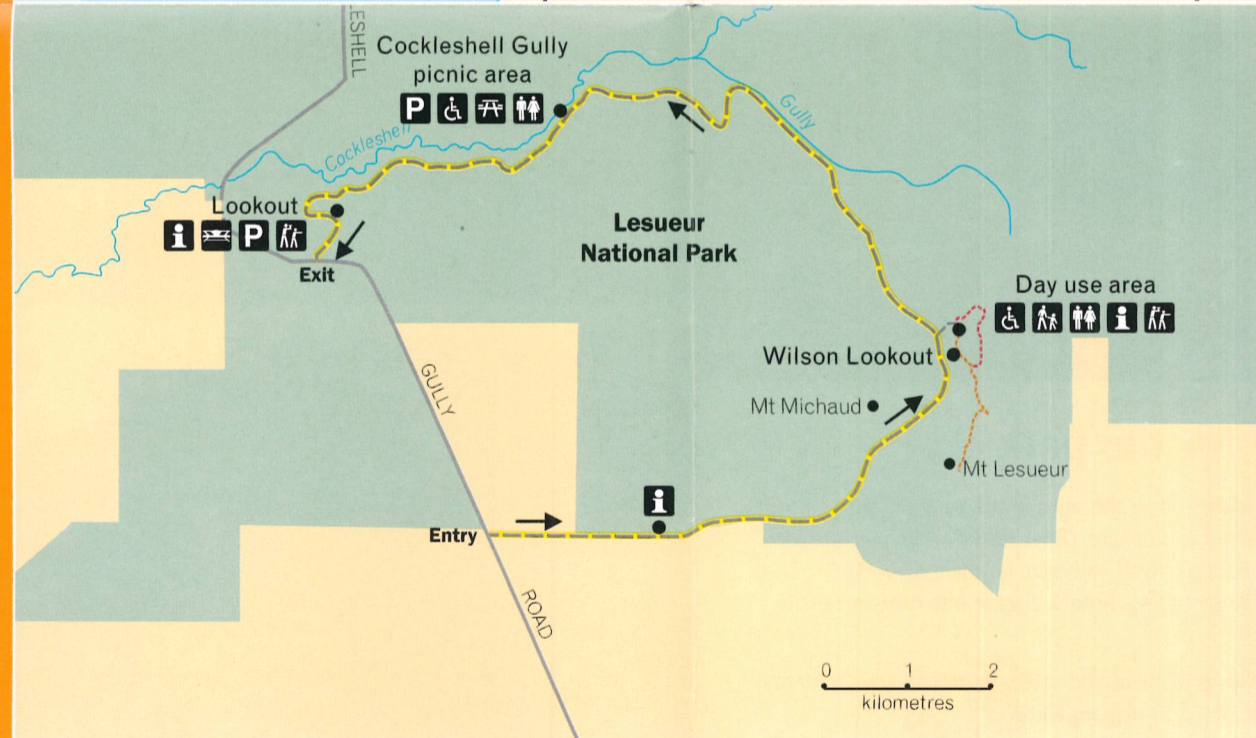 ESHELL
Cockleshell Gully
picnic area
P
Cockleshell
Gully
Lookout
i
P
Exit
Lesueur
National Park
Day use area
i
Wilson Lookout
GULLY
Mt Michaud
Mt Lesueur
i
Entry
ROAD
0 1 2
kilometres